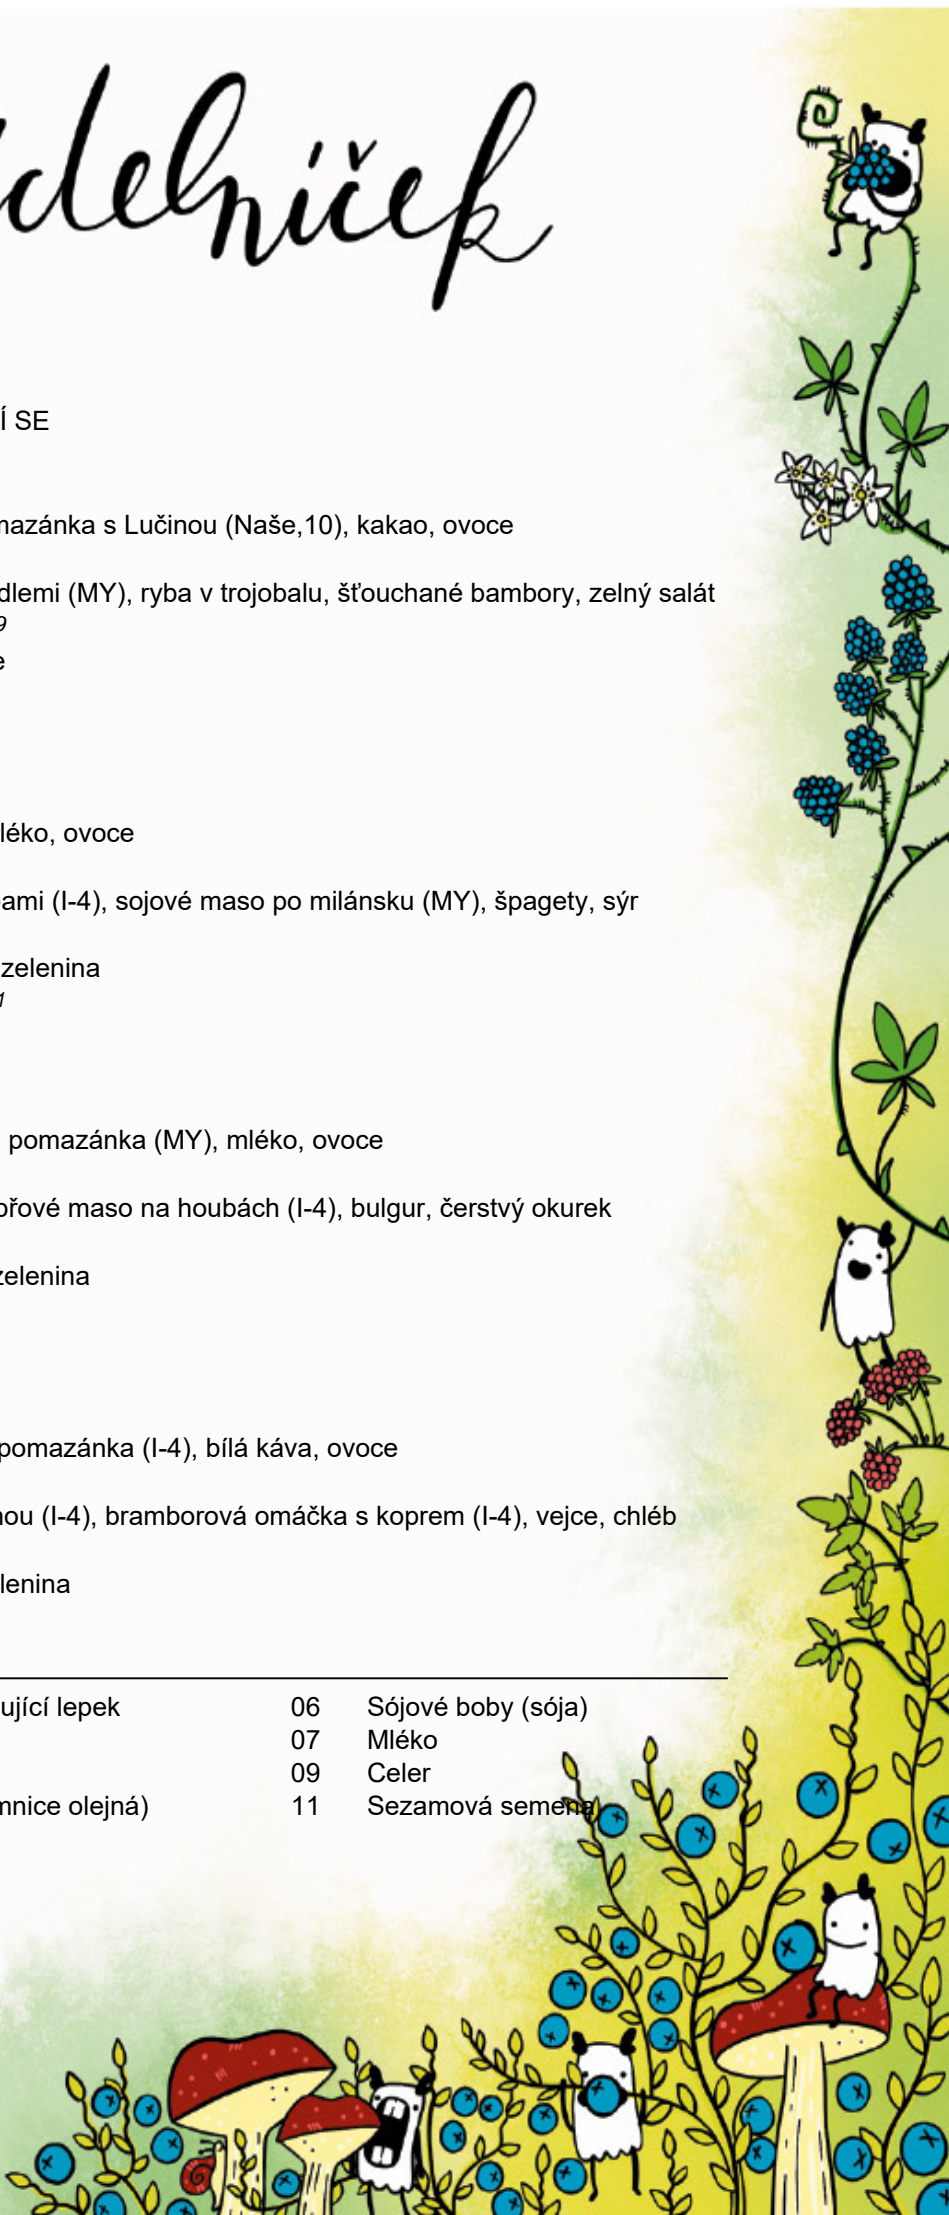 delníček
Í SE
mazánka s Lučinou (Naše,10), kakao, ovoce
dlemi (MY), ryba v trojobalu, šťouchané bambory, zelný salát
9
e
léko, ovoce
ami (I-4), sojové maso po milánsku (MY), špagety, sýr
zelenina
1
pomazánka (MY), mléko, ovoce
ořové maso na houbách (I-4), bulgur, čerstvý okurek
zelenina
pomazánka (I-4), bílá káva, ovoce
nou (I-4), bramborová omáčka s koprem (I-4), vejce, chléb
lenina
ující lepek 06 Sójové boby (sója)
07 Mléko
09 Celer
mnice olejná) 11 Sezamová semena